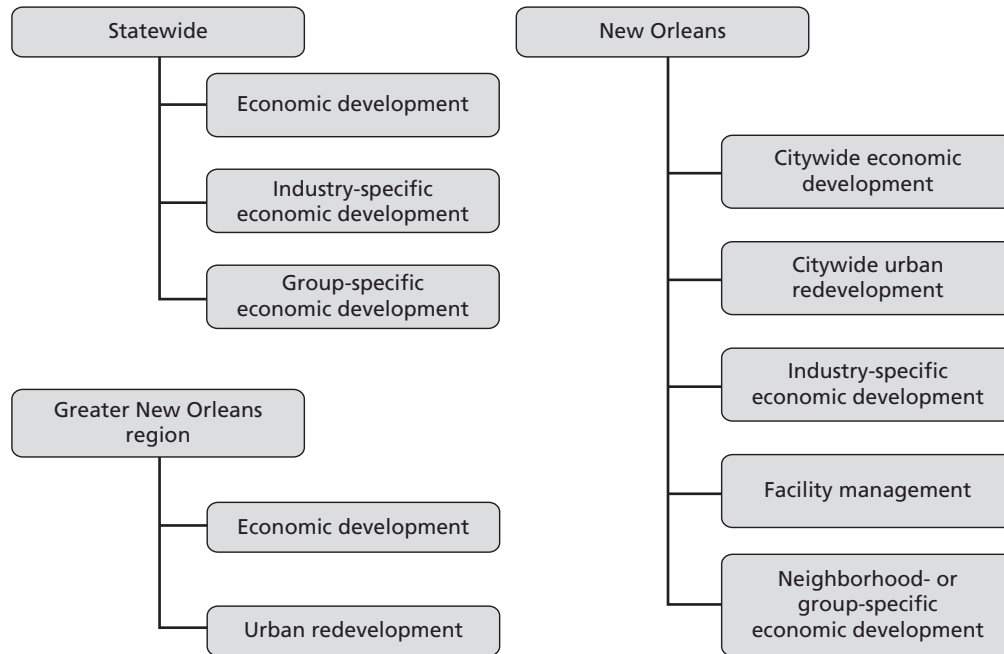 Statewide
Economic development
Industry-specific
economic development
Group-specific
economic development
Greater New Orleans
region
Economic development
Urban redevelopment
New Orleans
Citywide economic
development
Citywide urban
redevelopment
Industry-specific
economic development
Facility management
Neighborhood- or
group-specific
economic development